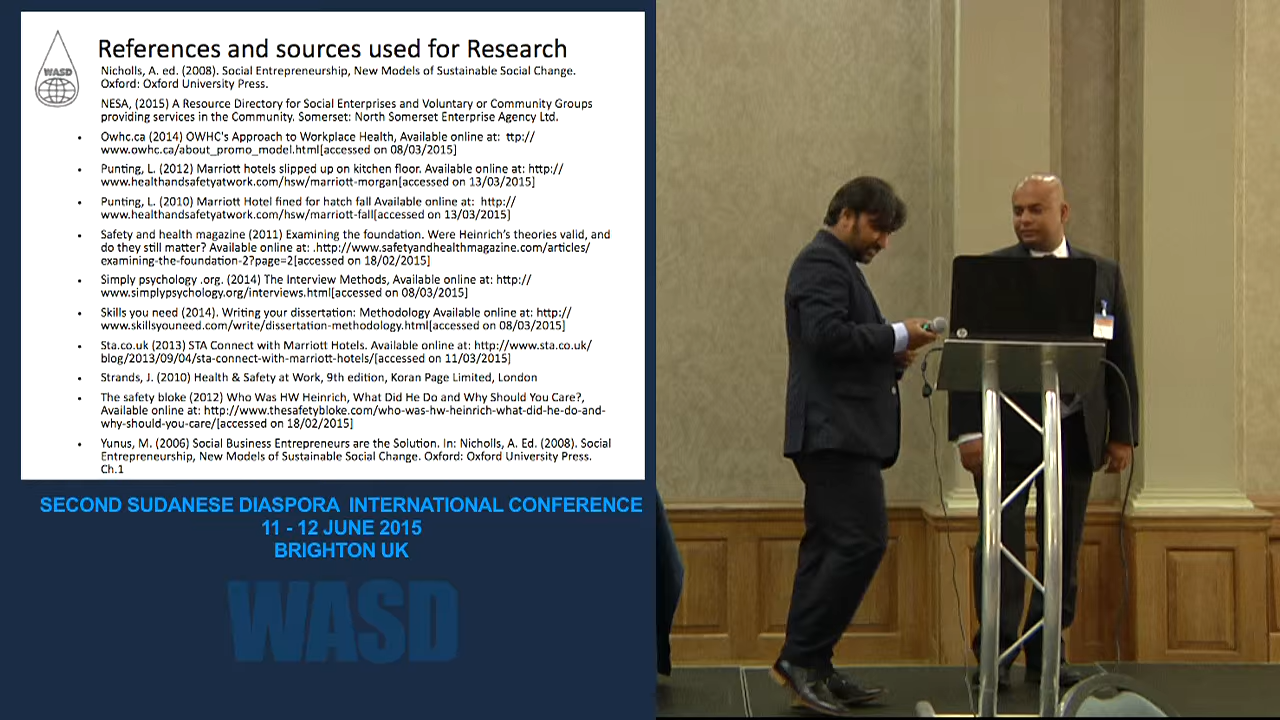 WASD
References and sources used for Research
Nicholls, A. ed. (2008). Social Entrepreneurship, New Models of Sustainable Social Change.
Oxford: Oxford University Press.
NESA, (2015) A Resource Directory for Social Enterprises and Voluntary or Community Groups
providing services in the Community. Somerset: North Somerset Enterprise Agency Ltd.
• Owhc.ca (2014) OWHC's Approach to Workplace Health, Available online at: ttp://
www.owhc.ca/about_promo_model.html[accessed on 08/03/2015]
• Punting, L. (2012) Marriott hotels slipped up on kitchen floor. Available online at: http://
www.healthandsafetyatwork.com/hsw/marriott-morgan[accessed on 13/03/2015]
• Punting, L. (2010) Marriott Hotel fined for hatch fall Available online at: http://
www.healthandsafetyatwork.com/hsw/marriott-fall[accessed on 13/03/2015]
• Safety and health magazine (2011) Examining the foundation. Were Heinrich's theories valid, and
do they still matter? Available online at: .http://www.safetyandhealthmagazine.com/articles/
examining-the-foundation-2?page=2[accessed on 18/02/2015]
• Simply psychology .org. (2014) The Interview Methods, Available online at: http://
www.simplypsychology.org/interviews.html[accessed on 08/03/2015]
• Skills you need (2014). Writing your dissertation: Methodology Available online at: http://
www.skillsyouneed.com/write/dissertation-methodology.html[accessed on 08/03/2015]
• Sta.co.uk (2013) STA Connect with Marriott Hotels. Available online at: http://www.sta.co.uk/
blog/2013/09/04/sta-connect-with-marriott-hotels/[accessed on 11/03/2015]
• Strands, J. (2010) Health & Safety at Work, 9th edition, Koran Page Limited, London
• The safety bloke (2012) Who Was HW Heinrich, What Did He Do and Why Should You Care?,
Available online at: http://www.thesafetybloke.com/who-was-hw-heinrich-what-did-he-do-and-
why-should-you-care/[accessed on 18/02/2015]
• Yunus, M. (2006) Social Business Entrepreneurs are the Solution. In: Nicholls, A. Ed. (2008). Social
Entrepreneurship, New Models of Sustainable Social Change. Oxford: Oxford University Press.
Ch.1
SECOND SUDANESE DIASPORA INTERNATIONAL CONFERENCE
11 - 12 JUNE 2015
BRIGHTON UK
WASD
hp